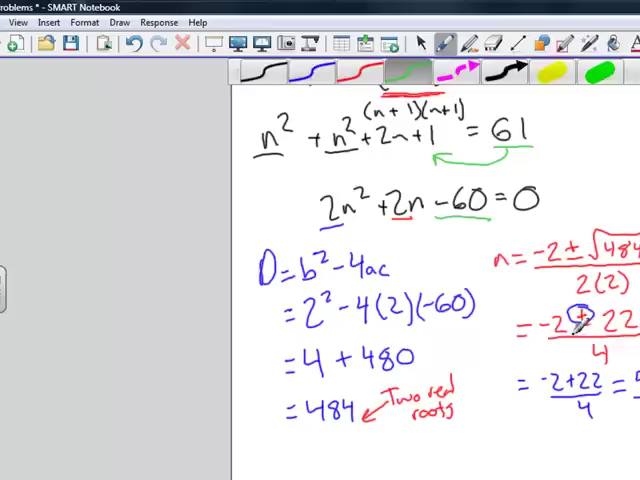 roblems * - SMART Notebook
View Insert Format Draw Response Help
(n + 1)(n+1)
n² + n² + 2n + 1 = 61
2n² + 2n - 60 = 0
D = b² - 4ac
= 2² - 4(2)(-60)
= 4 + 480
= 484
Two real
roots
n = -2 ± √484
2(2)
= -2 ± 22
4
= -2+22
4
=